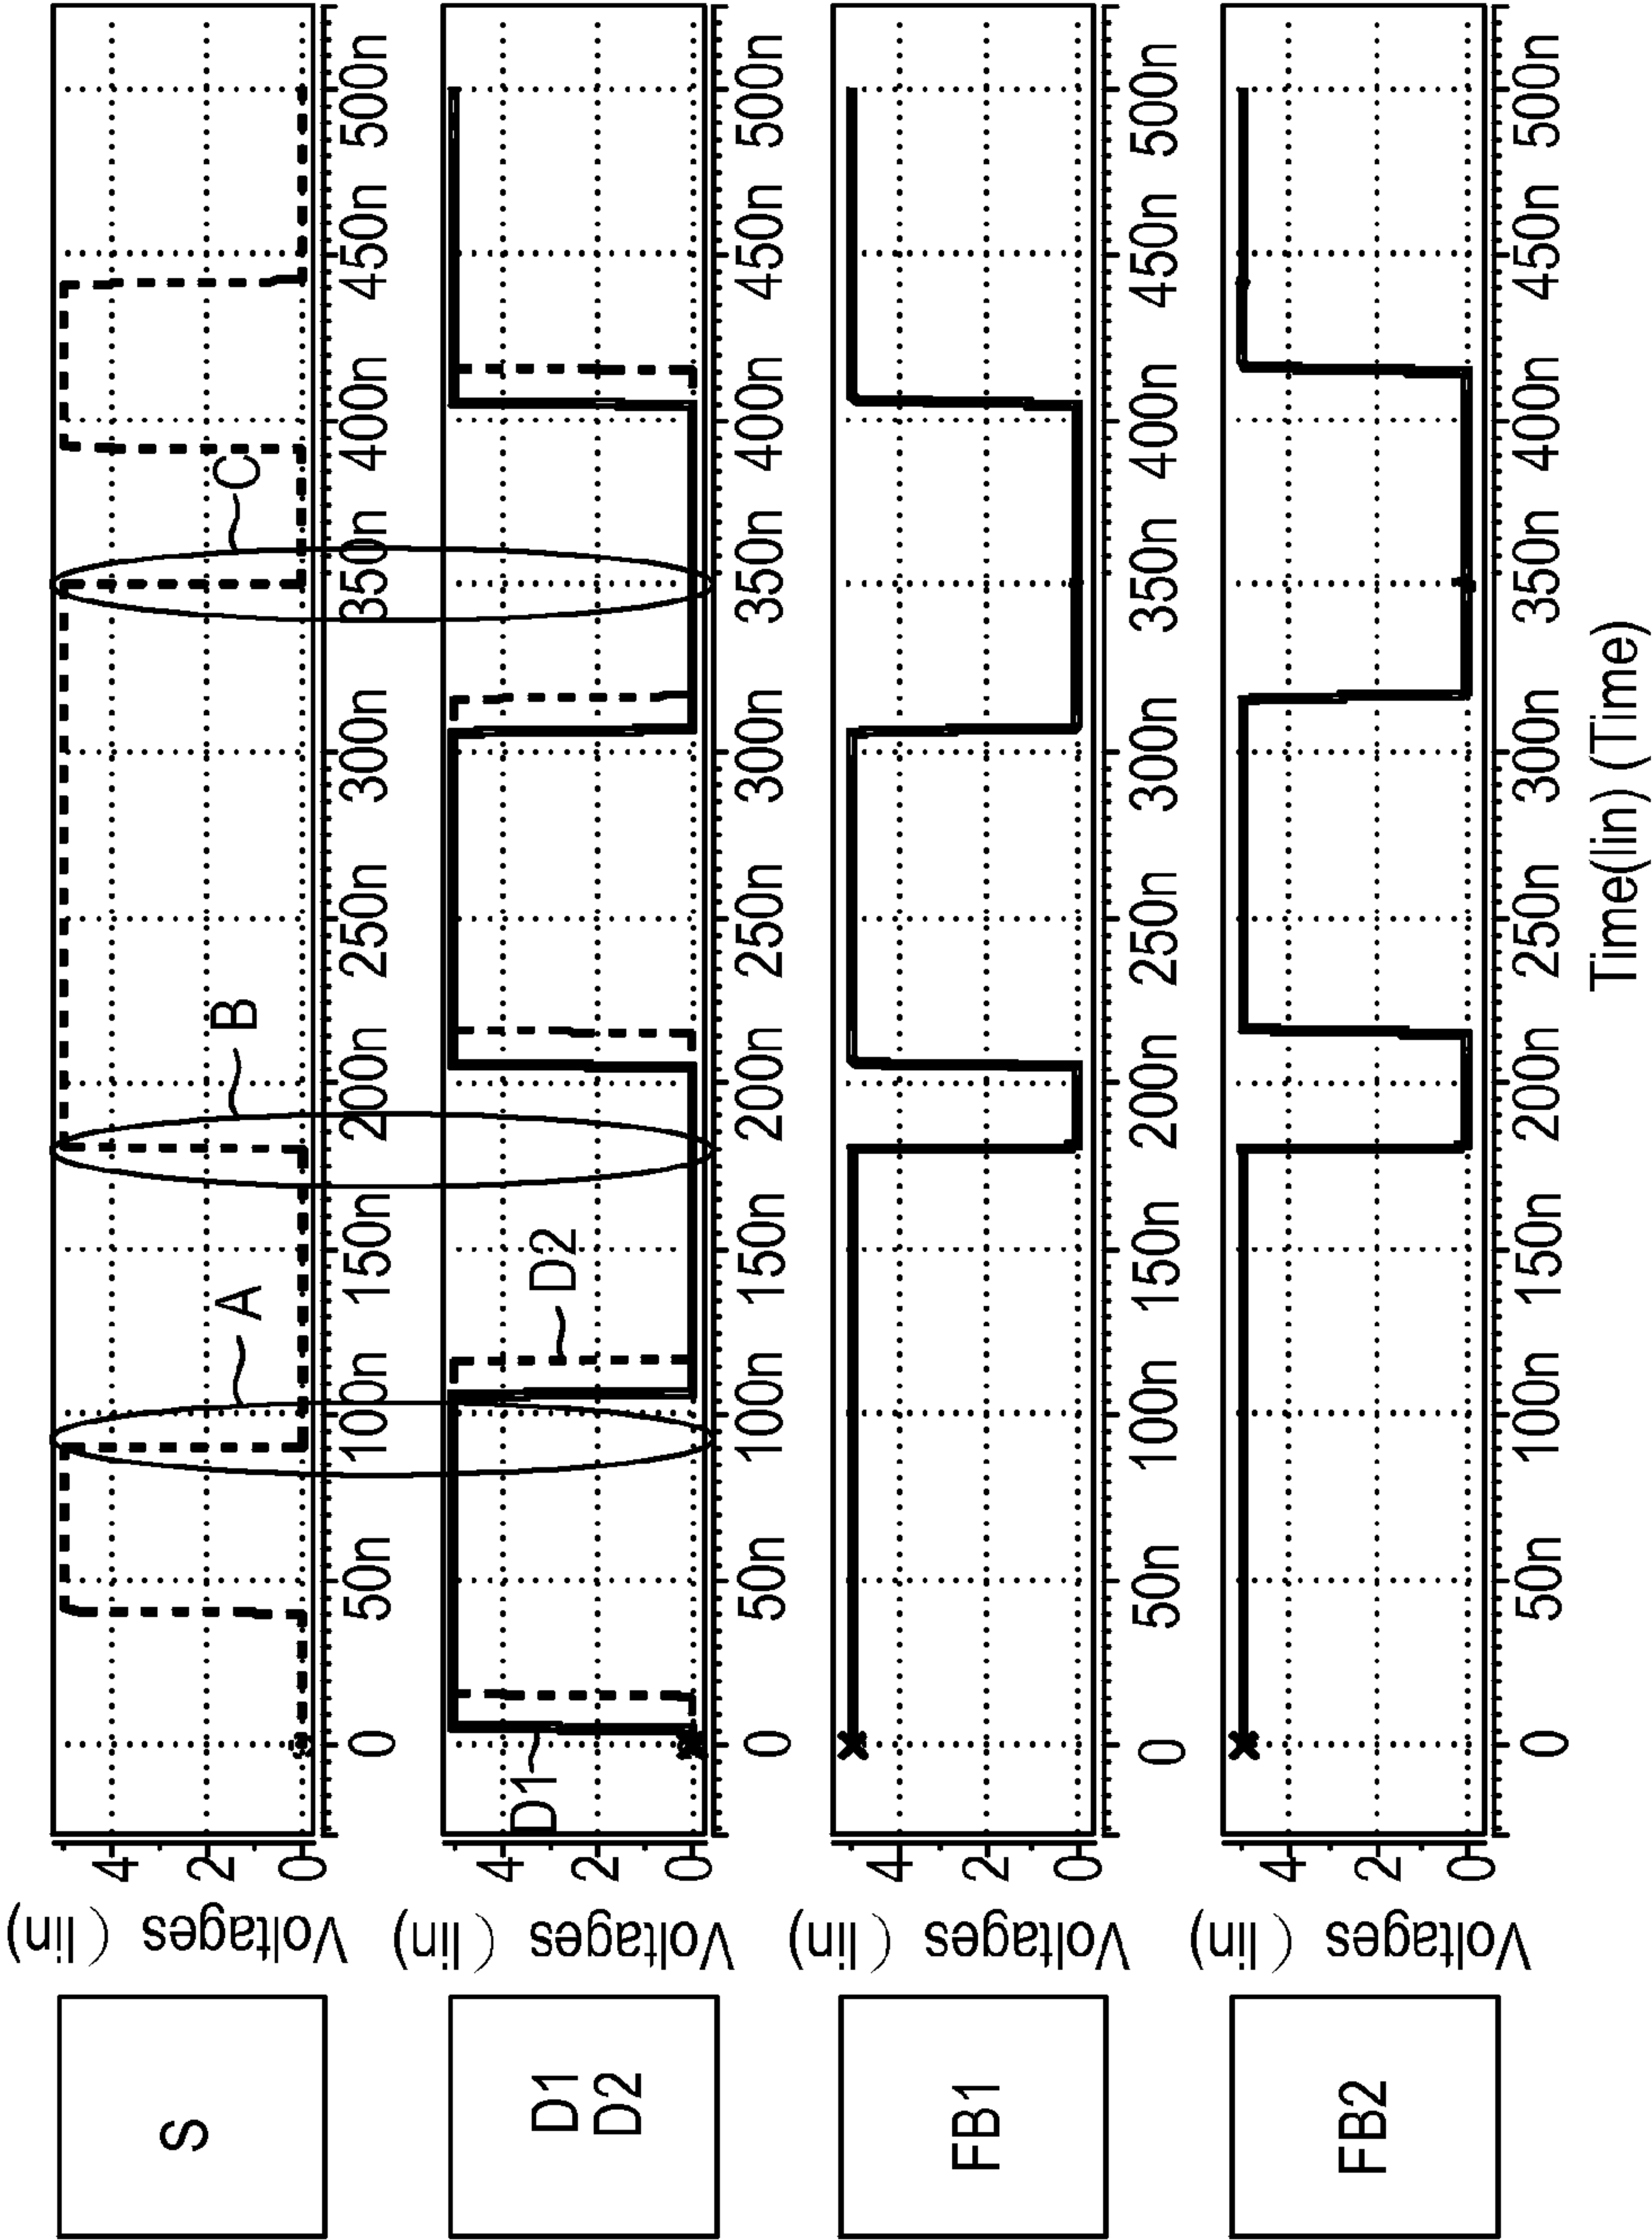 S
Voltages (lin)
4
2
0
A
B
C
0
50n
100n
150n
200n
250n
300n
350n
400n
450n
500n
D1
D2
Voltages (lin)
4
2
0
D1
D2
0
50n
100n
150n
200n
250n
300n
350n
400n
450n
500n
FB1
Voltages (lin)
4
2
0
0
50n
100n
150n
200n
250n
300n
350n
400n
450n
500n
FB2
Voltages (lin)
4
2
0
0
50n
100n
150n
200n
250n
300n
350n
400n
450n
500n
Time(lin) (Time)